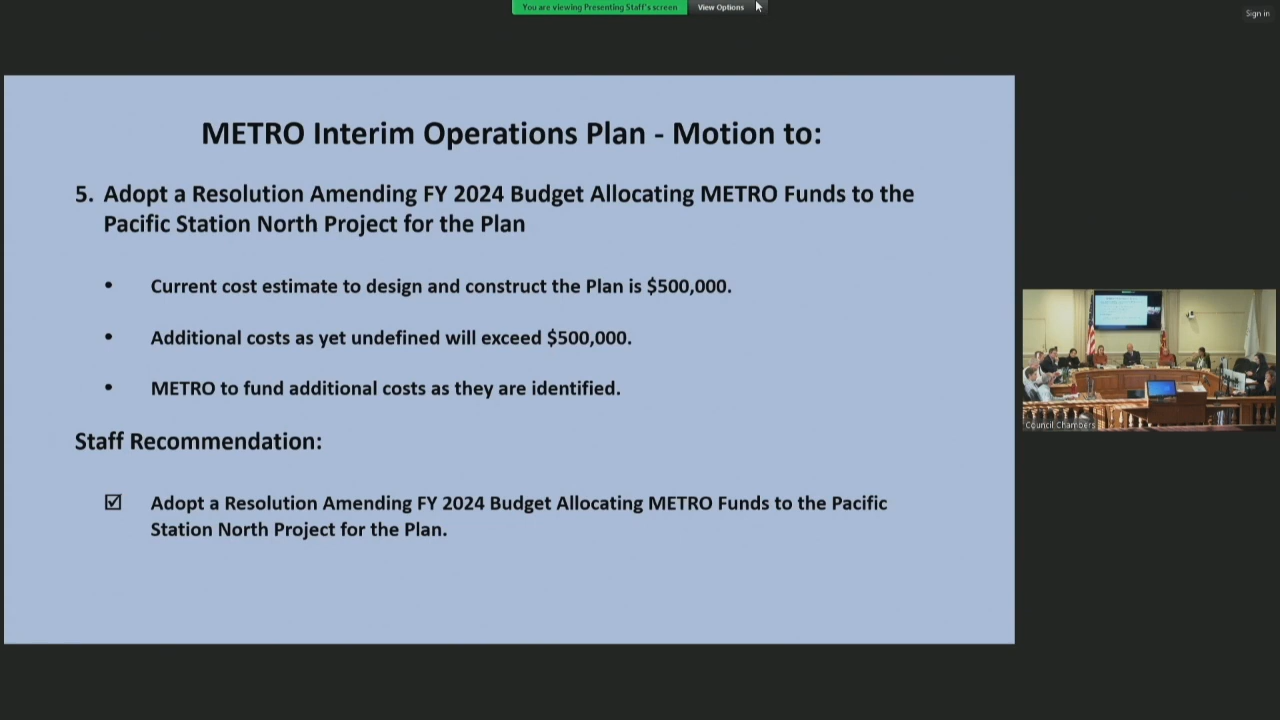 You are viewing Presenting Staff's screen
View Options
Sign in
METRO Interim Operations Plan - Motion to:
5. Adopt a Resolution Amending FY 2024 Budget Allocating METRO Funds to the
Pacific Station North Project for the Plan
• Current cost estimate to design and construct the Plan is $500,000.
• Additional costs as yet undefined will exceed $500,000.
• METRO to fund additional costs as they are identified.
Staff Recommendation:
☑ Adopt a Resolution Amending FY 2024 Budget Allocating METRO Funds to the Pacific
Station North Project for the Plan.
Council Chambers